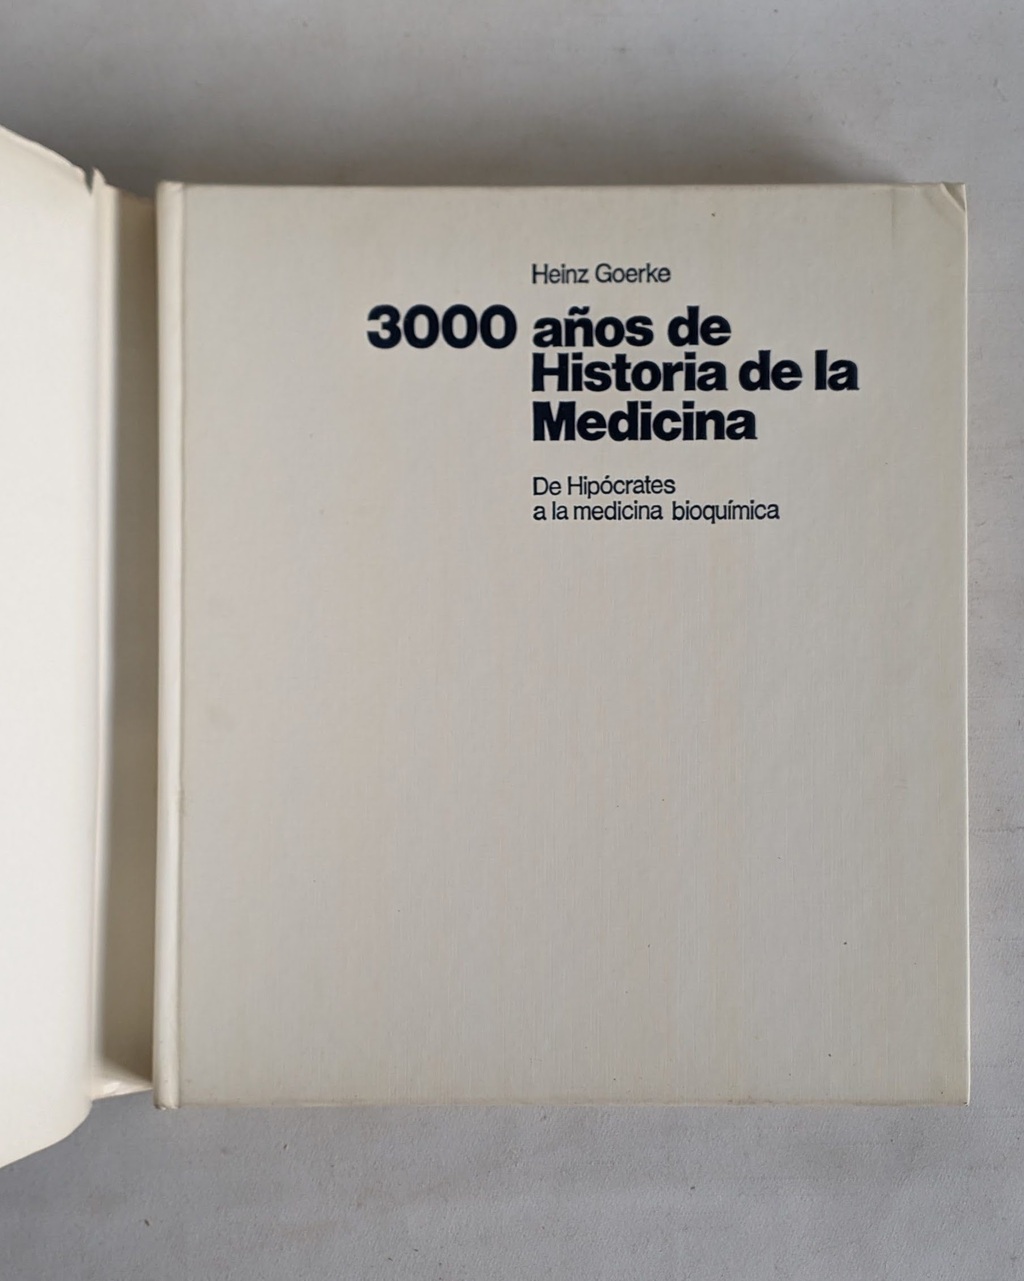 Heinz Goerke
3000 años de
Historia de la
Medicina
De Hipócrates
a la medicina bioquímica